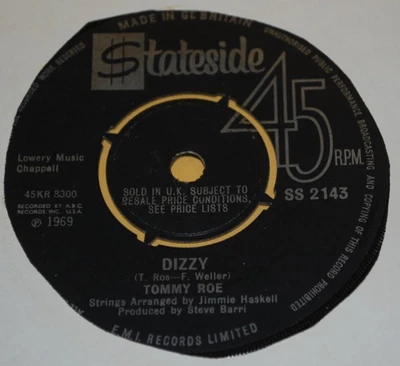 MADE IN GT. BRITAIN
UNAUTHORISED PUBLIC PERFORMANCE BROADCASTING AND COPYING OF THIS RECORD PROHIBITED
WORK RESERVED
Stateside
45
R.P.M.
Lowery Music
Chappell
45KR 8300
RECORDED BY A.B.C.
RECORDS INC., U.S.A.
℗ 1969
SOLD IN U.K. SUBJECT TO
RESALE PRICE CONDITIONS,
SEE PRICE LISTS
SS 2143
DIZZY
(T. Roe—F. Weller)
TOMMY ROE
Strings Arranged by Jimmie Haskell
Produced by Steve Barri
E.M.I. RECORDS LIMITED